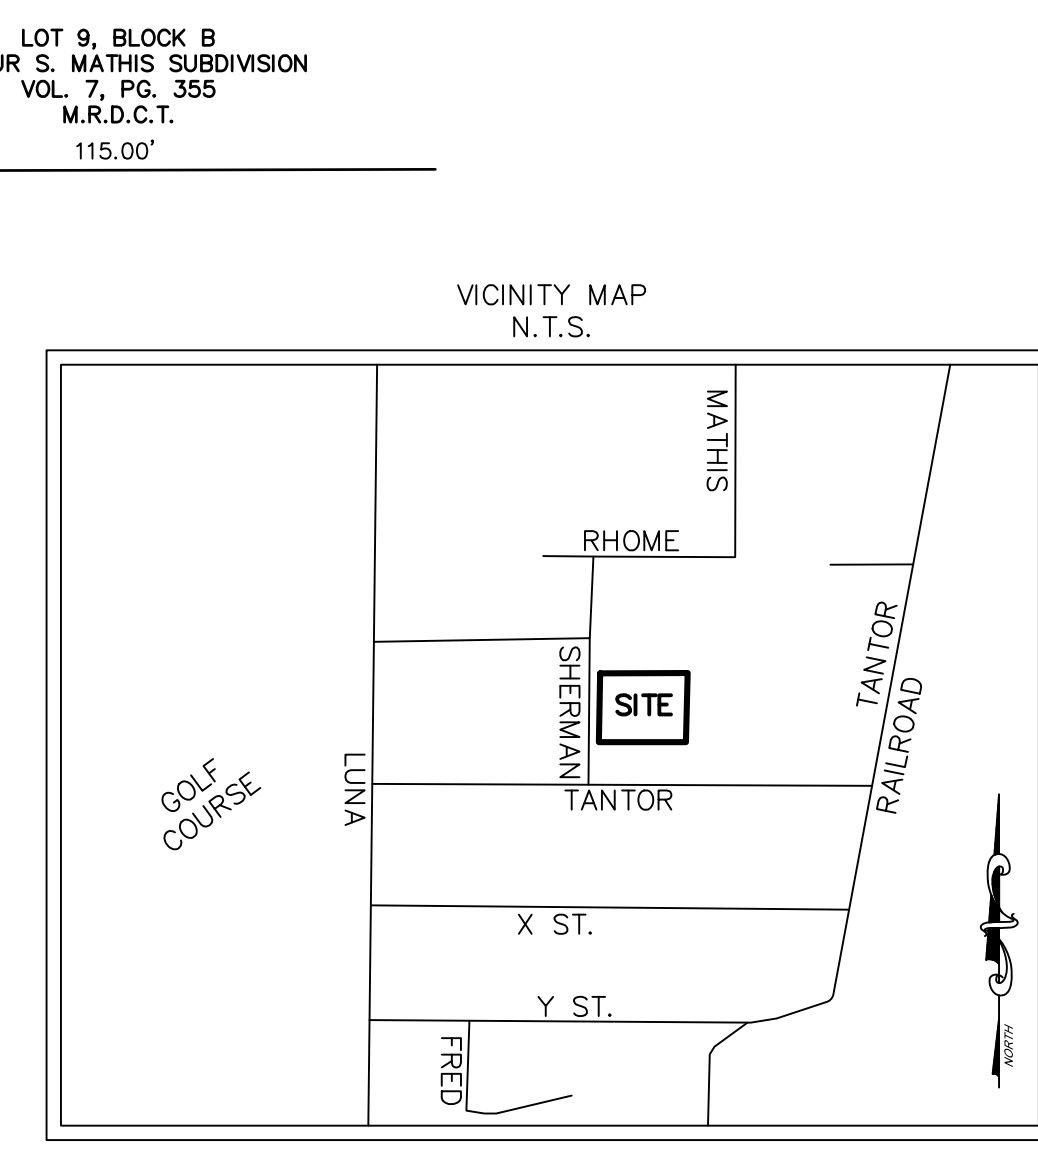 LOT 9, BLOCK B
S. MATHIS SUBDIVISION
VOL. 7, PG. 355
M.R.D.C.T.
115.00'
VICINITY MAP
N.T.S.
MATHIS
RHOME
TANTOR
SHERMAN
SITE
RAILROAD
LUNA
GOLF
COURSE
TANTOR
X ST.
Y ST.
FRED
NORTH